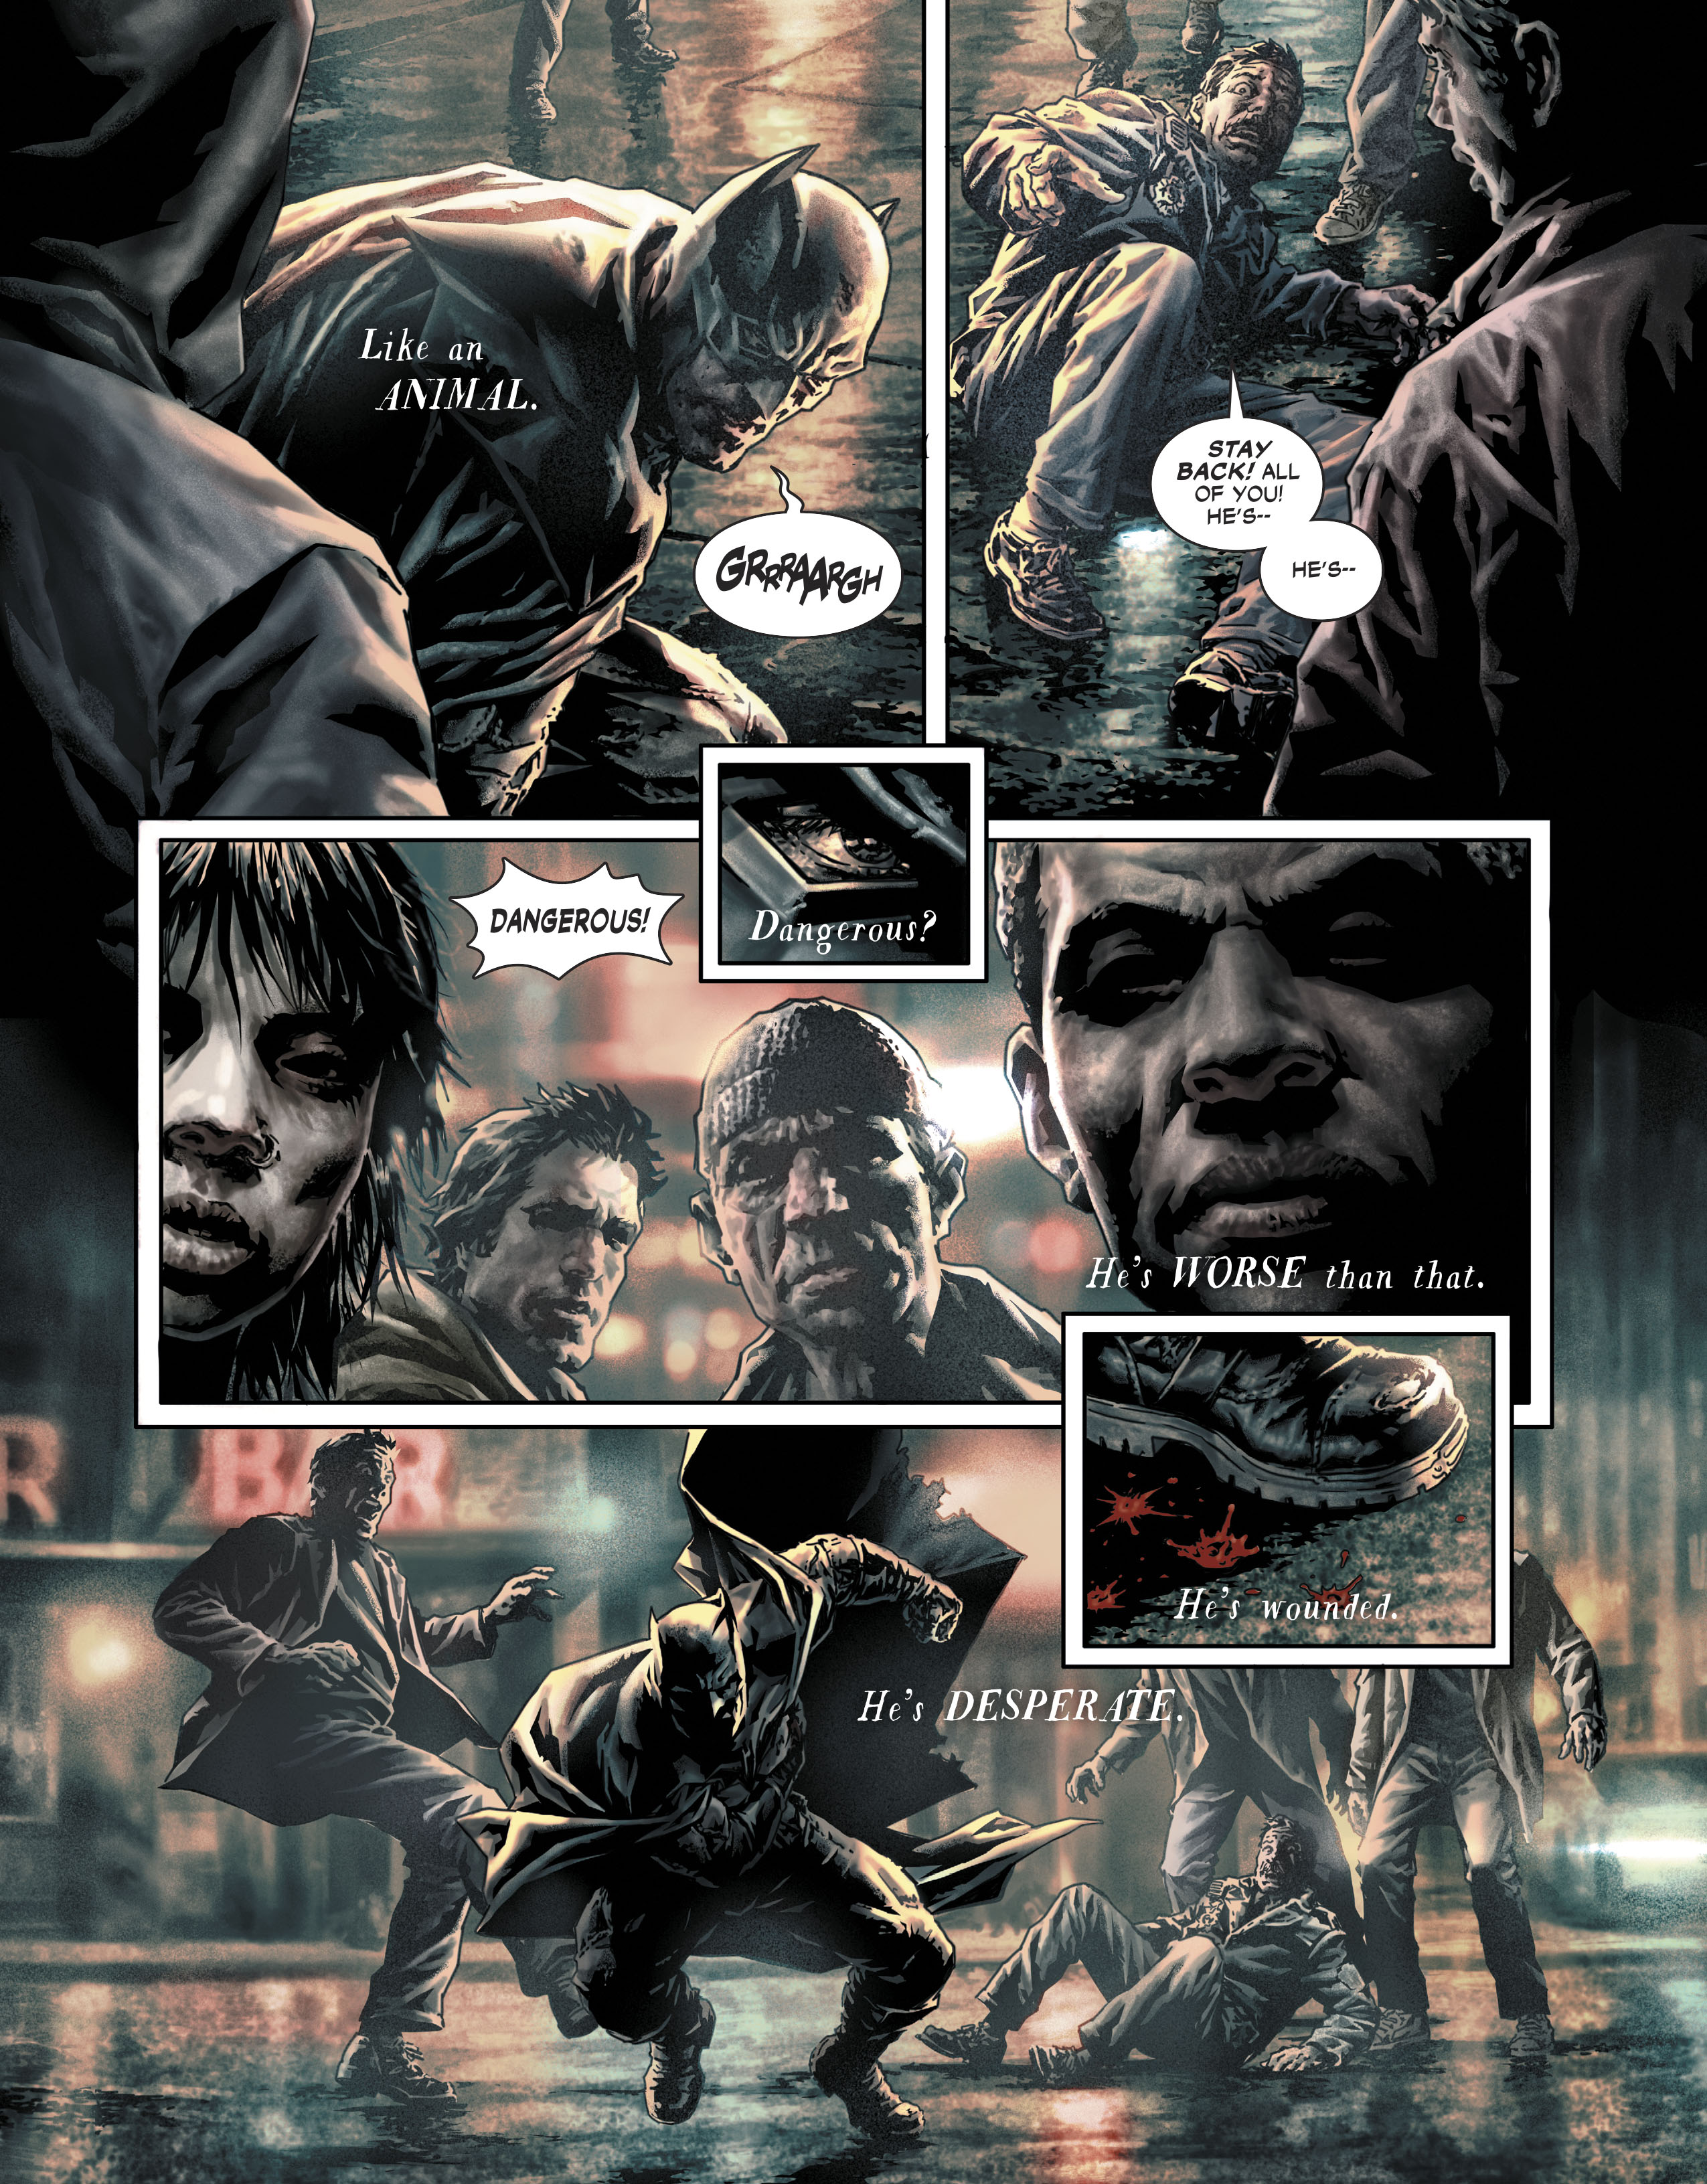 Like an
ANIMAL.
GRRRAARGH
STAY
BACK! ALL
OF YOU!
HE'S--
HE'S--
DANGEROUS!
Dangerous?
He's WORSE than that.
BAR
He's wounded.
He's DESPERATE.